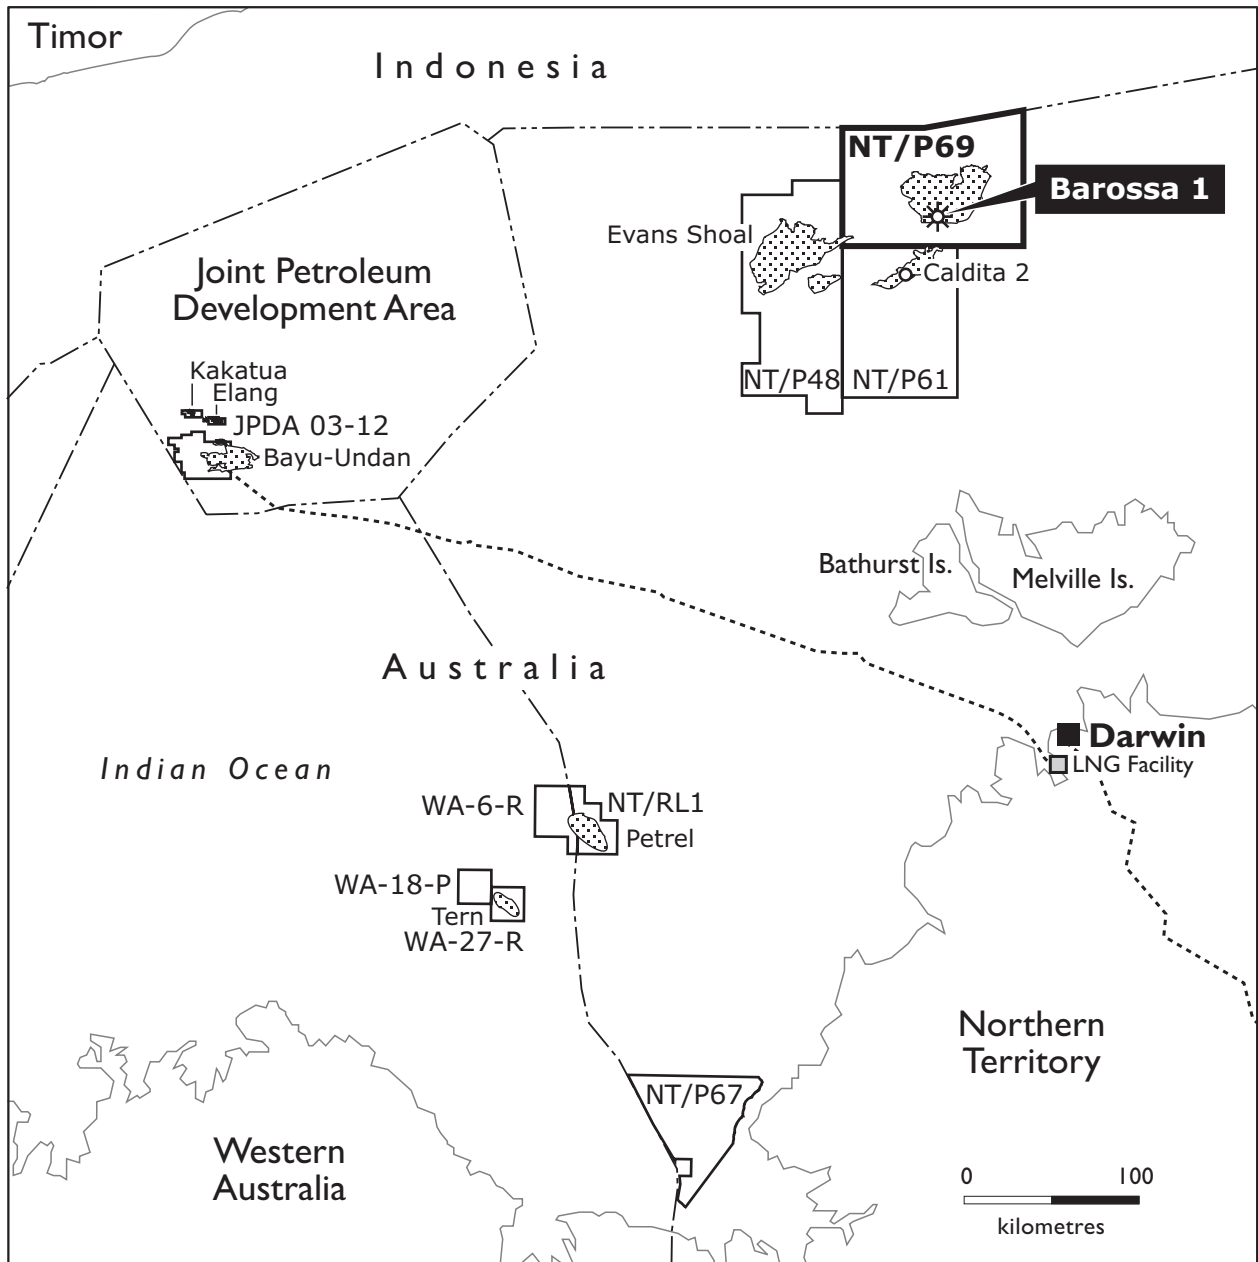 Timor
Indonesia
NT/P69
Barossa 1
Evans Shoal
Caldita 2
Joint Petroleum
Development Area
Kakatua
Elang
JPDA 03-12
Bayu-Undan
NT/P48
NT/P61
Bathurst Is.
Melville Is.
Australia
Darwin
LNG Facility
Indian Ocean
WA-6-R
NT/RL1
Petrel
WA-18-P
Tern
WA-27-R
Northern
Territory
NT/P67
Western
Australia
0 100
kilometres